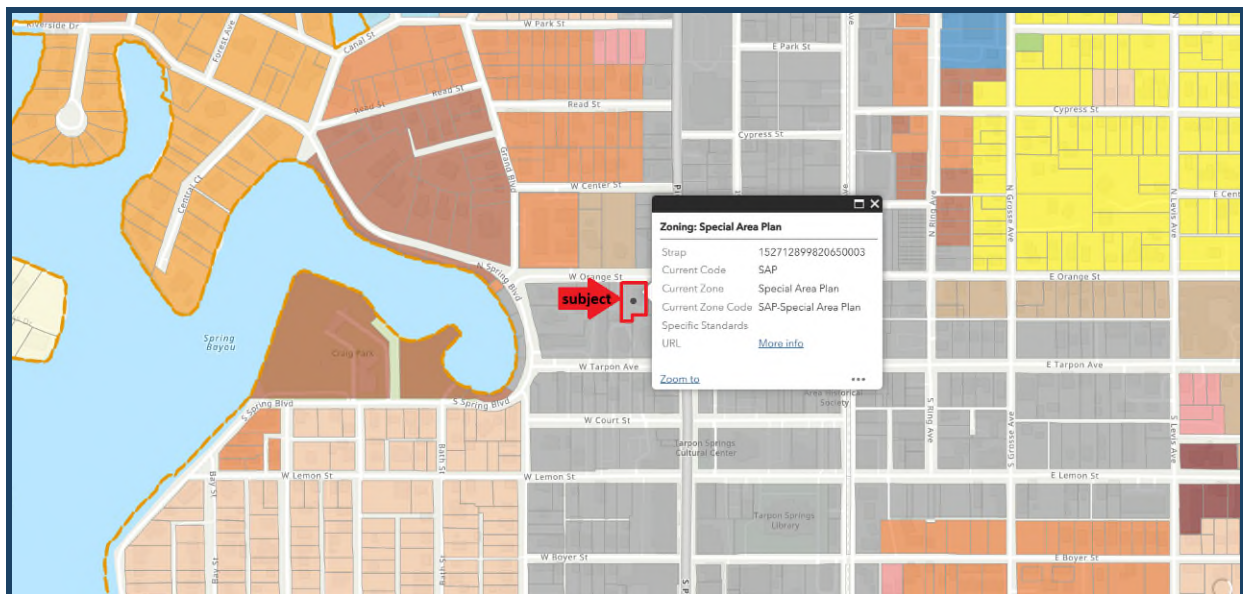 Riverside Dr
W Park St
Forest Ave
Canal St
E Park St
Read St
Read St
Cypress St
Cypress St
Grand Blvd
Central Ct
W Center St
N Ring Ave
N Grosse Ave
N Levis Ave
E Cent
Zoning: Special Area Plan
Strap 152712899820650003
Current Code SAP
Current Zone Special Area Plan
Current Zone Code SAP-Special Area Plan
Specific Standards
URL More info
Zoom to
N Spring Blvd
W Orange St
E Orange St
subject
Spring
Bayou
Craig Park
W Tarpon Ave
E Tarpon Ave
Area Historical
Society
S Spring Blvd
S Spring Blvd
W Court St
S Ring Ave
S Grosse Ave
S Levis Ave
Tarpon Springs
Cultural Center
Bath St
Bay St
W Lemon St
W Lemon St
E Lemon St
Tarpon Springs
Library
W Boyer St
E Boyer St
Bay St
Bath St
S P